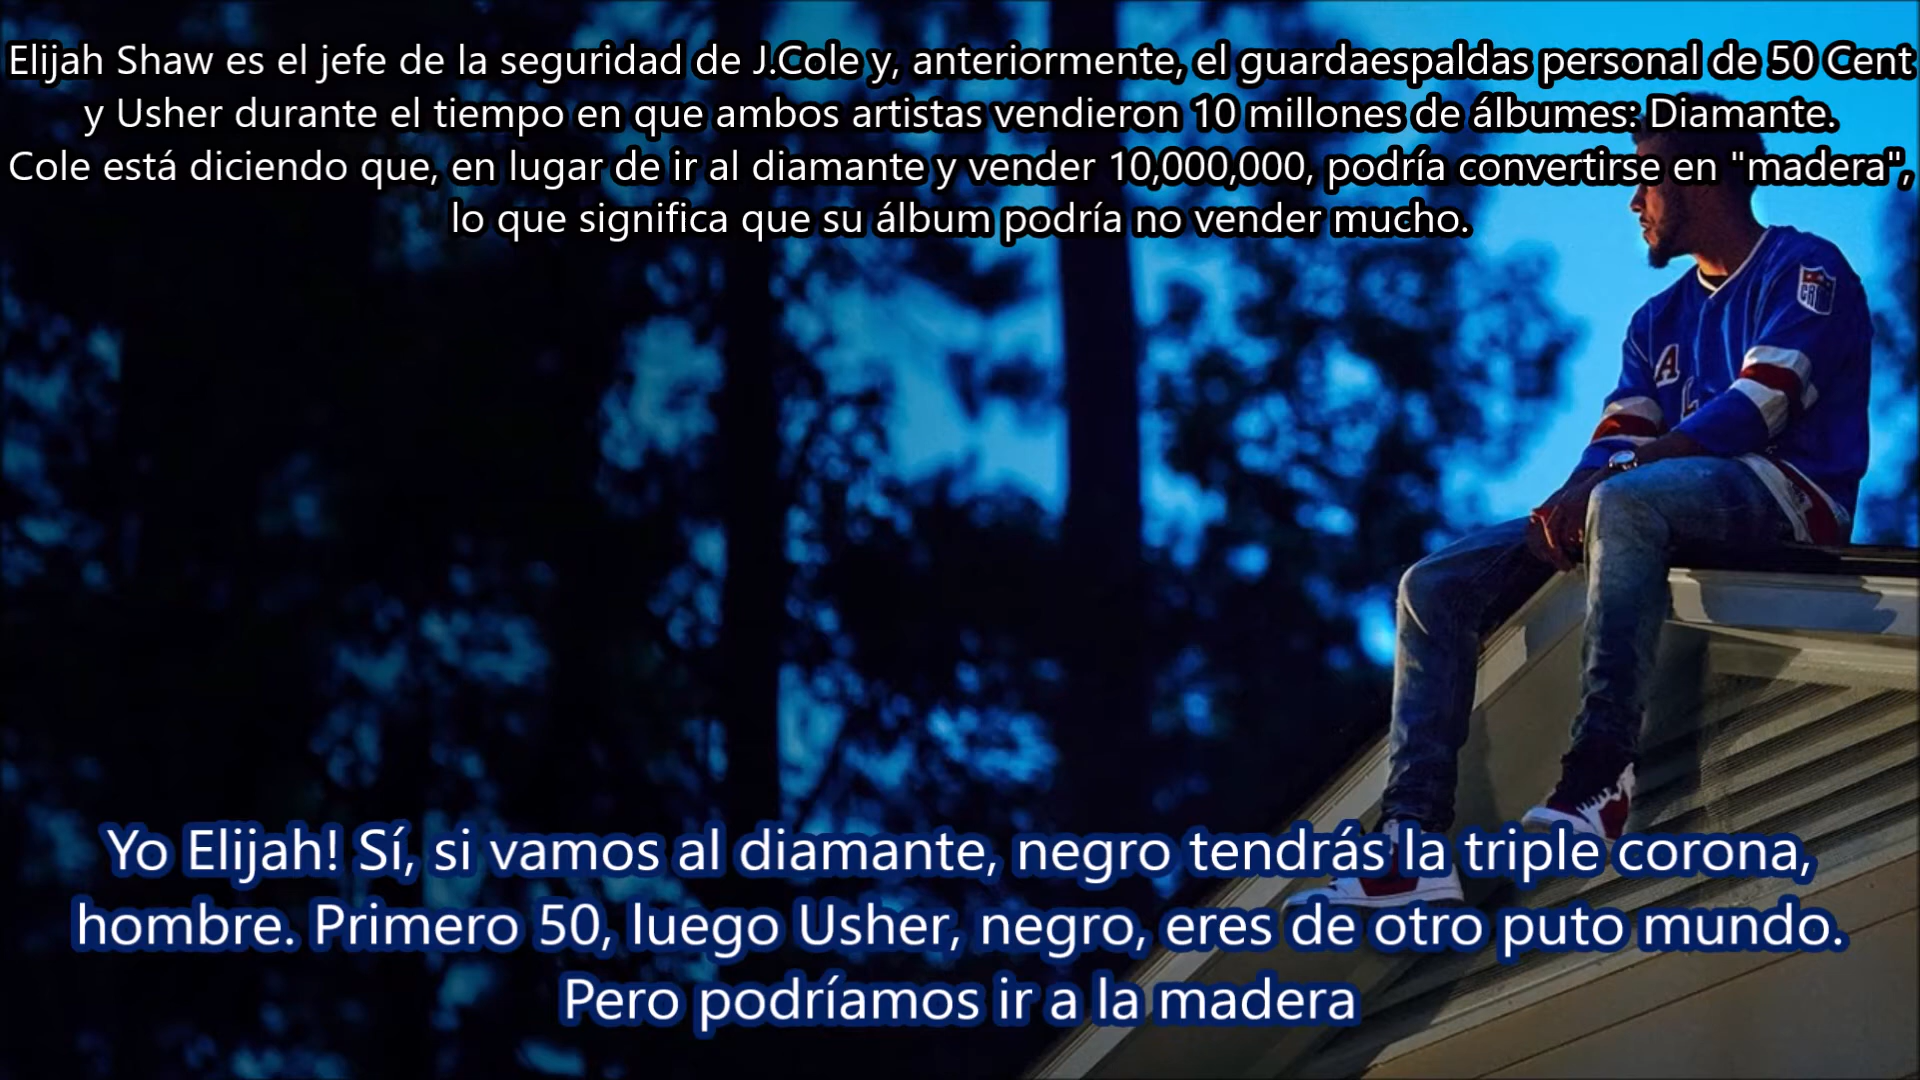 Elijah Shaw es el jefe de la seguridad de J.Cole y, anteriormente, el guardaespaldas personal de 50 Cent
y Usher durante el tiempo en que ambos artistas vendieron 10 millones de álbumes: Diamante.
Cole está diciendo que, en lugar de ir al diamante y vender 10,000,000, podría convertirse en "madera",
lo que significa que su álbum podría no vender mucho.
A
Yo Elijah! Sí, si vamos al diamante, negro tendrás la triple corona,
hombre. Primero 50, luego Usher, negro, eres de otro puto mundo.
Pero podríamos ir a la madera